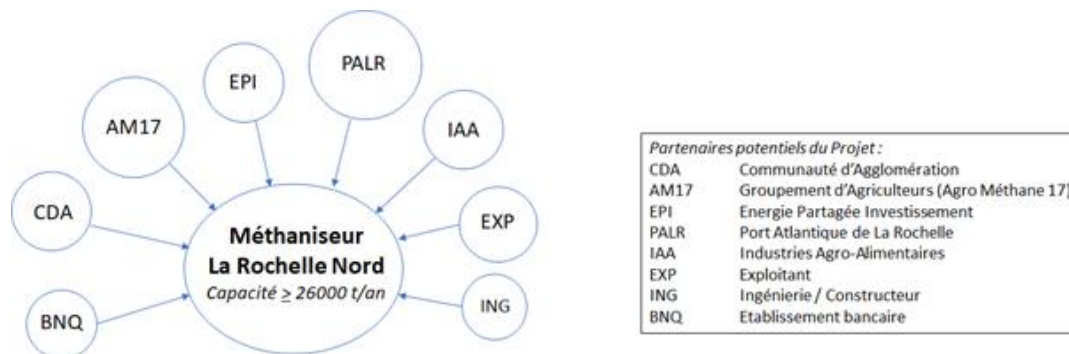 PALR
EPI
AM17
IAA
CDA
EXP
Méthaniseur
La Rochelle Nord
Capacité ≥ 26000 t/an
ING
BNQ
Partenaires potentiels du Projet :
CDA Communauté d'Agglomération
AM17 Groupement d'Agriculteurs (Agro Méthane 17)
EPI Energie Partagée Investissement
PALR Port Atlantique de La Rochelle
IAA Industries Agro-Alimentaires
EXP Exploitant
ING Ingénierie / Constructeur
BNQ Etablissement bancaire